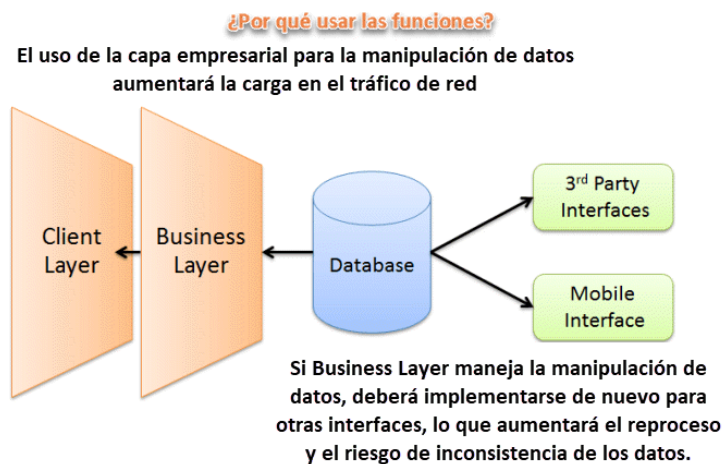 ¿Por qué usar las funciones?
El uso de la capa empresarial para la manipulación de datos
aumentará la carga en el tráfico de red
Client
Layer
Business
Layer
Database
3rd Party
Interfaces
Mobile
Interface
Si Business Layer maneja la manipulación de
datos, deberá implementarse de nuevo para
otras interfaces, lo que aumentará el reproceso
y el riesgo de inconsistencia de los datos.